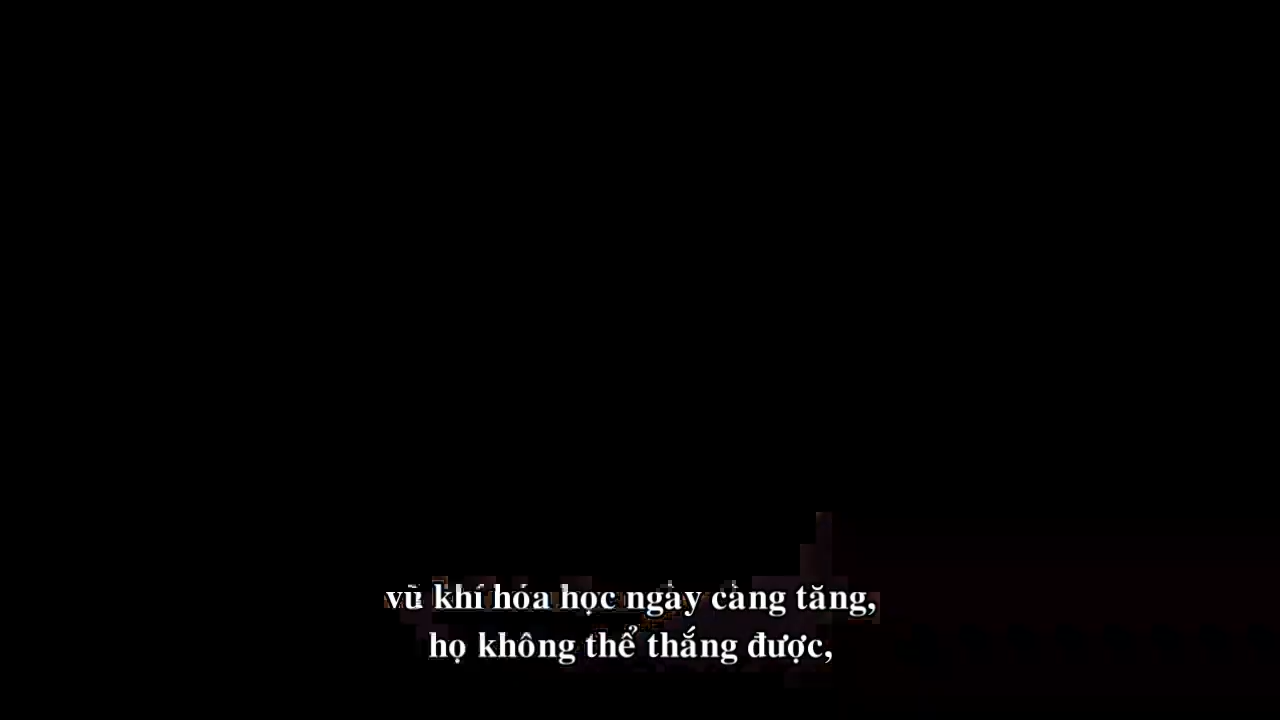 vũ khí hóa học ngày càng tăng,
họ không thể thắng được,